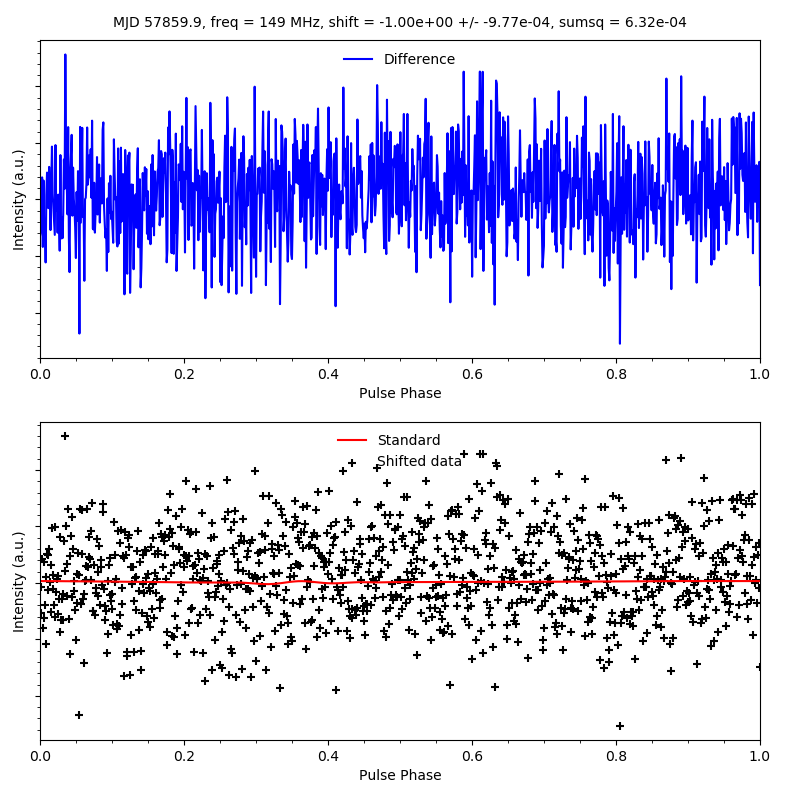 MJD 57859.9, freq = 149 MHz, shift = -1.00e+00 +/- -9.77e-04, sumsq = 6.32e-04
Difference
Intensity (a.u.)
0.0 0.2 0.4 0.6 0.8 1.0
Pulse Phase
Standard
Shifted data
Intensity (a.u.)
0.0 0.2 0.4 0.6 0.8 1.0
Pulse Phase